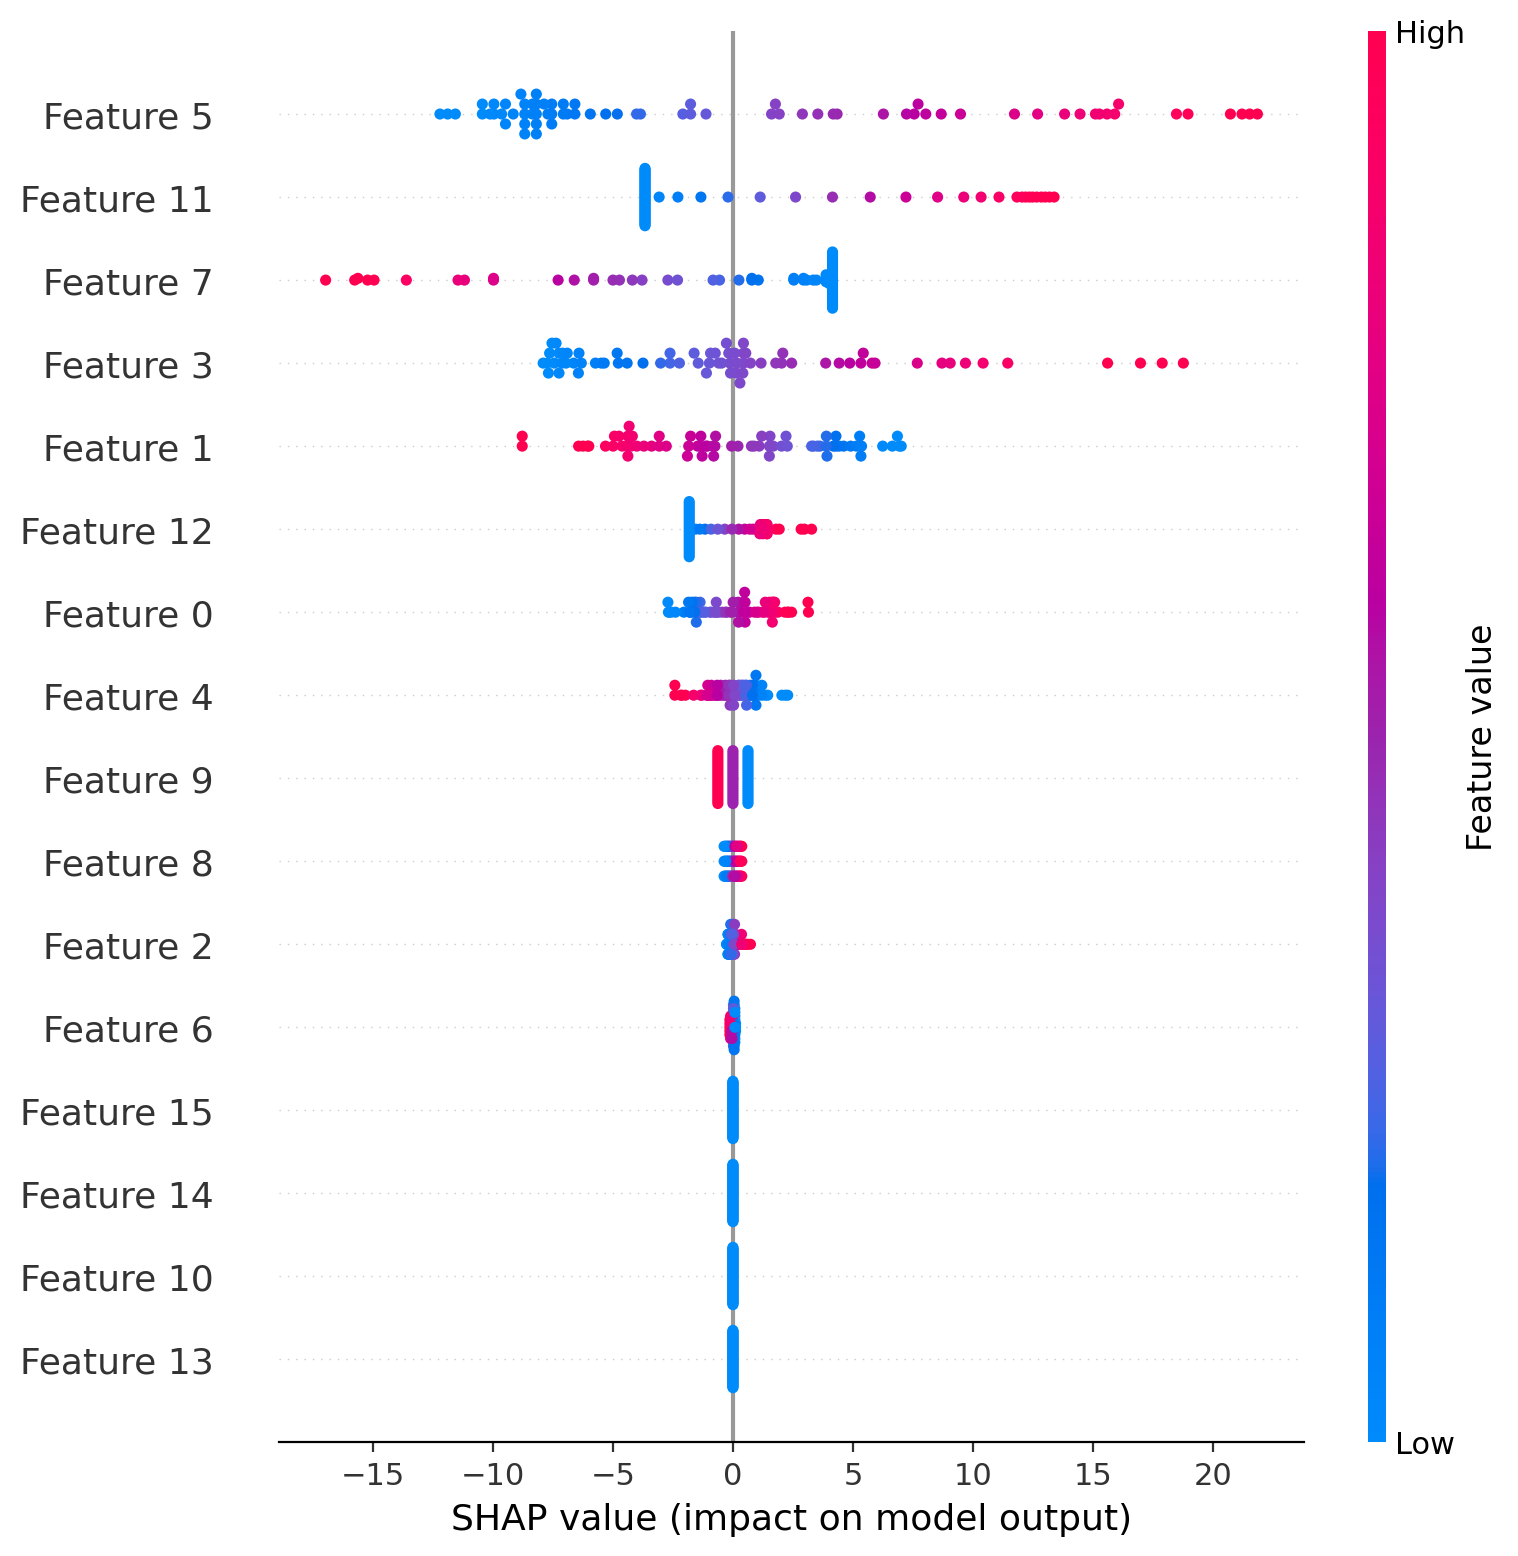 High
Feature 5
Feature 11
Feature 7
Feature 3
Feature 1
Feature 12
Feature 0
Feature 4
Feature 9
Feature 8
Feature 2
Feature 6
Feature 15
Feature 14
Feature 10
Feature 13
Feature value
Low
−15 −10 −5 0 5 10 15 20
SHAP value (impact on model output)